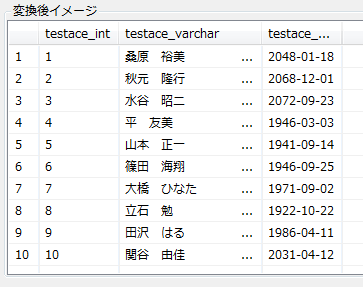 変換後イメージ
testace_int testace_varchar testace_...
1 1 桑原　裕美 ... 2048-01-18
2 2 秋元　隆行 ... 2068-12-01
3 3 水谷　昭二 ... 2072-09-23
4 4 平　友美 ... 1946-03-03
5 5 山本　正一 ... 1941-09-14
6 6 篠田　海翔 ... 1946-09-25
7 7 大橋　ひなた ... 1971-09-02
8 8 立石　勉 ... 1922-10-22
9 9 田沢　はる ... 1986-04-11
10 10 関谷　由佳 ... 2031-04-12